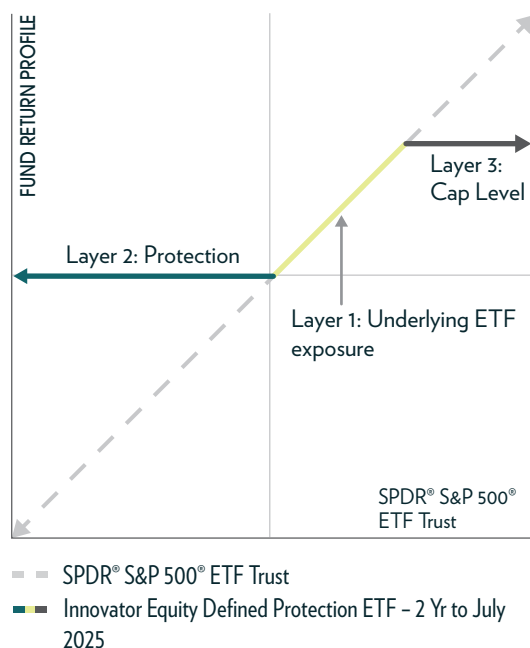 FUND RETURN PROFILE
Layer 3:
Cap Level
Layer 2: Protection
Layer 1: Underlying ETF
exposure
SPDR® S&P 500®
ETF Trust
SPDR® S&P 500® ETF Trust
Innovator Equity Defined Protection ETF – 2 Yr to July
2025